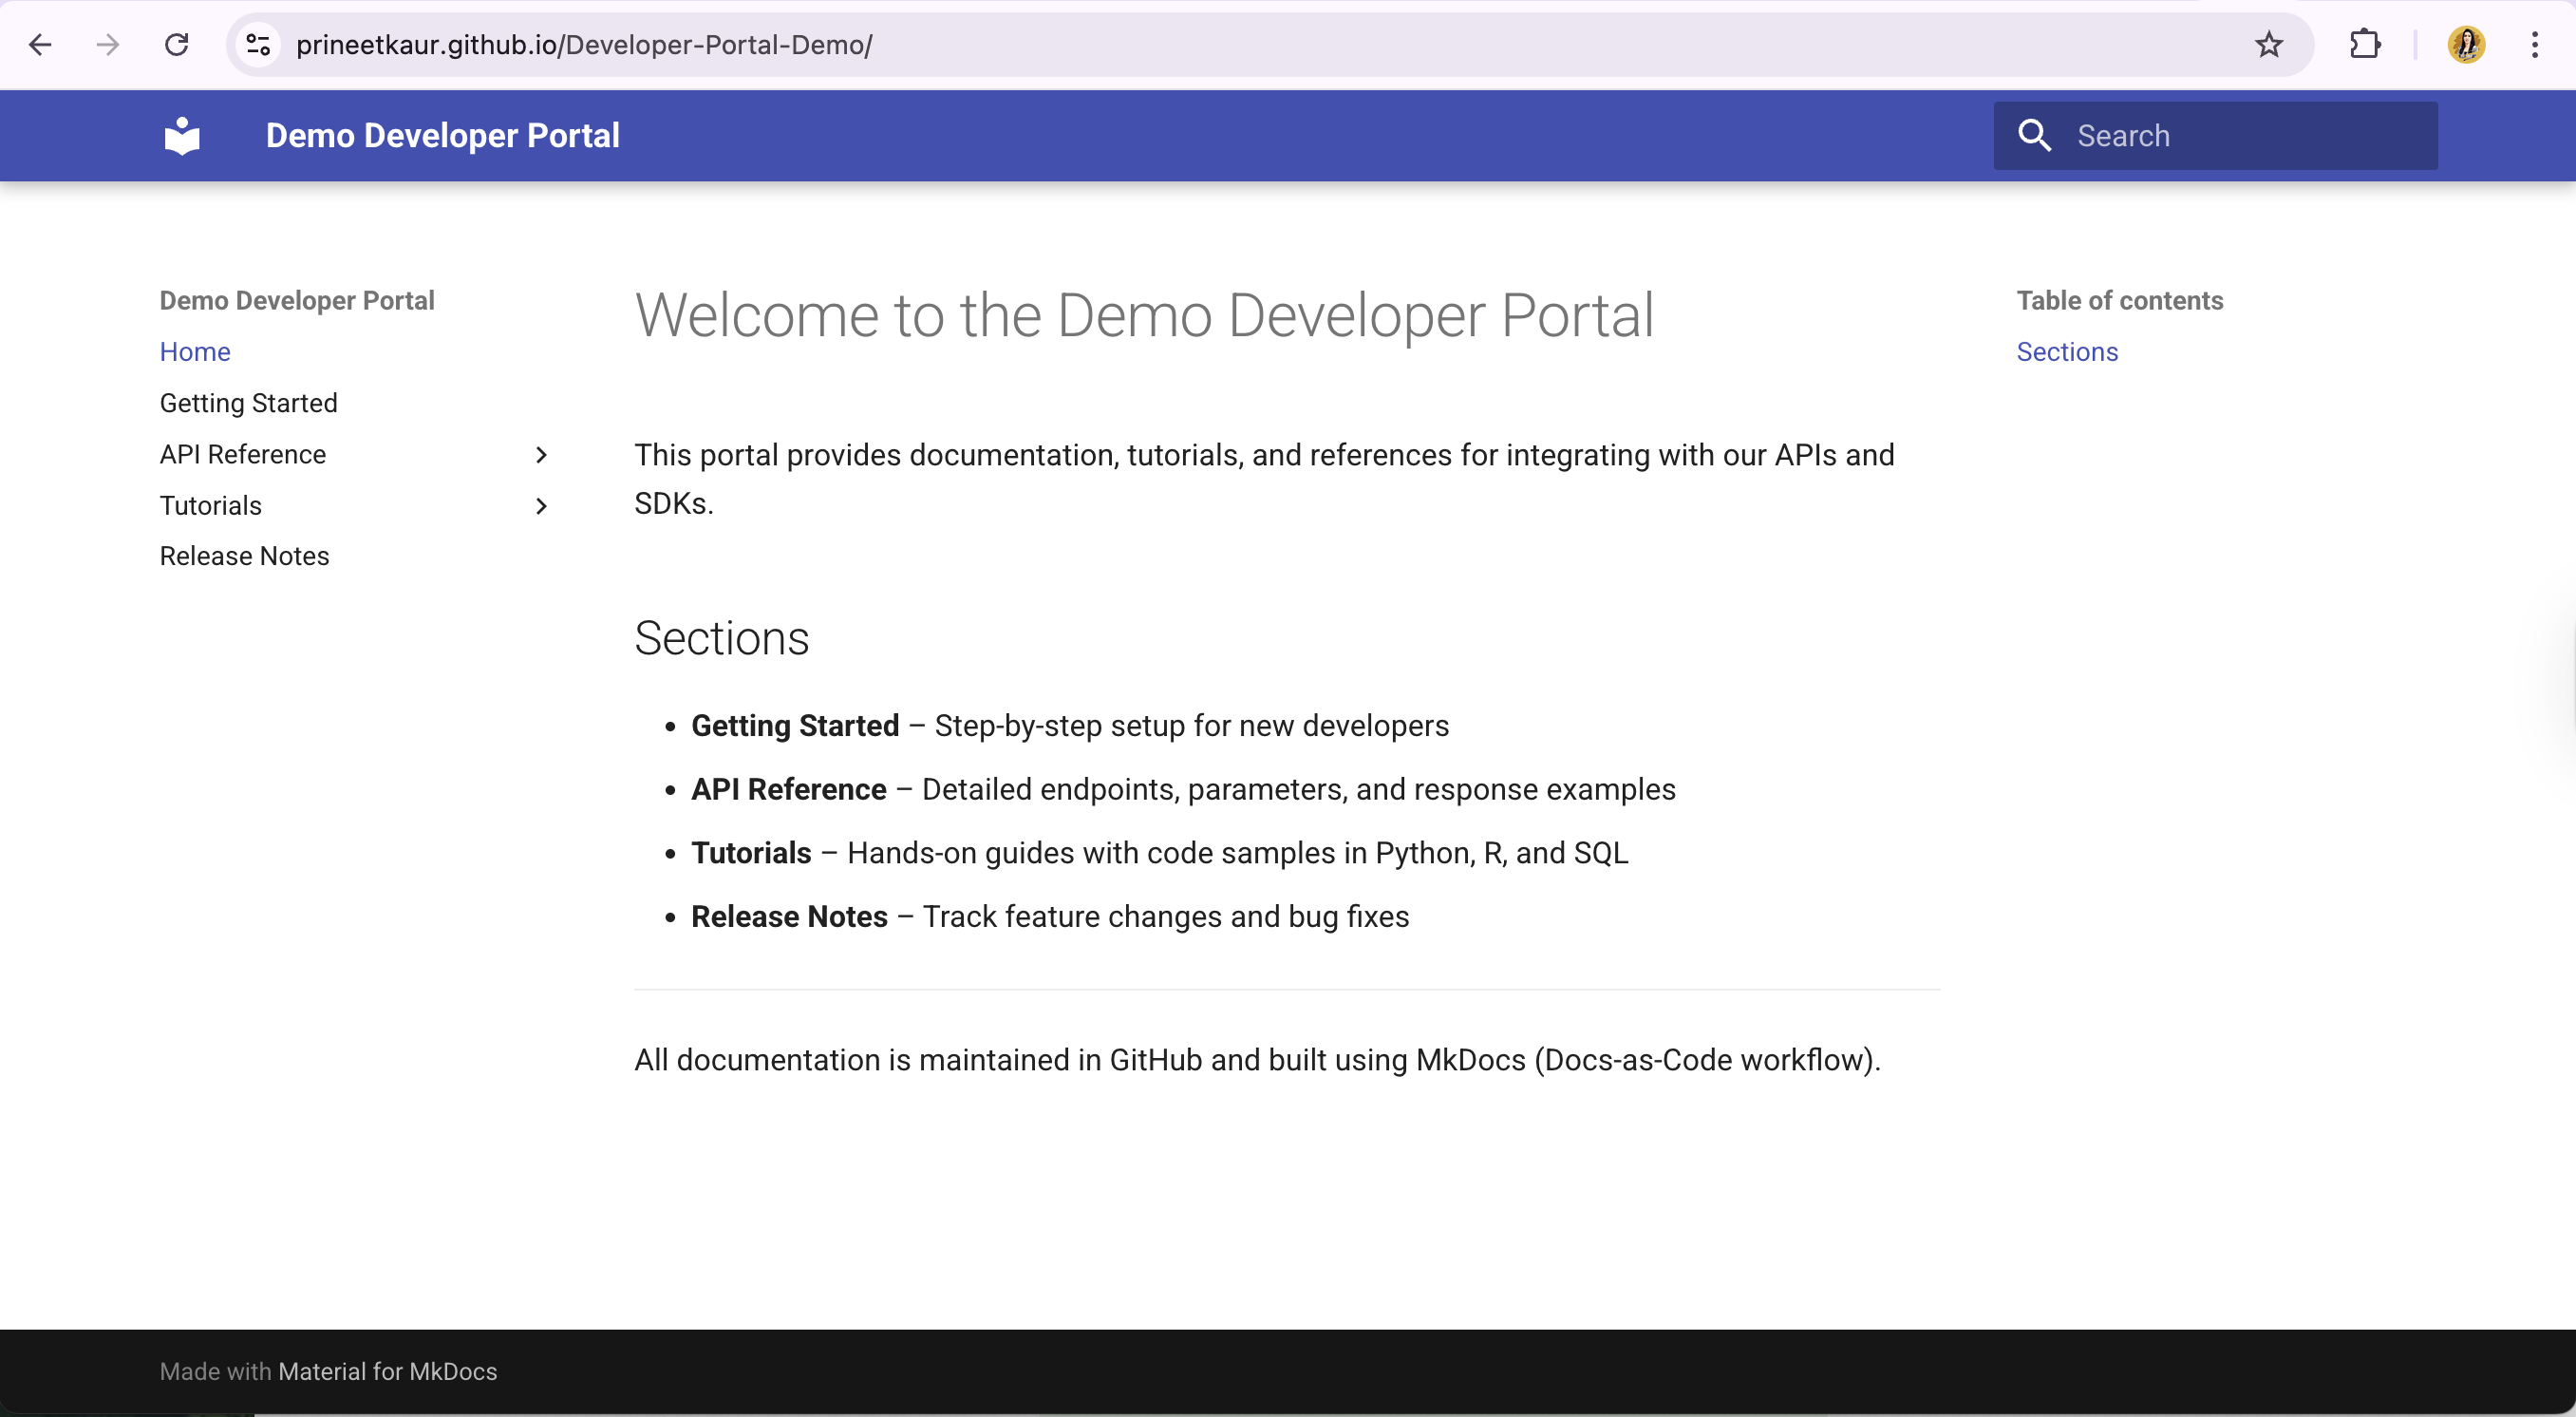 prineetkaur.github.io/Developer-Portal-Demo/
Demo Developer Portal
Search
Demo Developer Portal
Home
Getting Started
API Reference
Tutorials
Release Notes
Welcome to the Demo Developer Portal
This portal provides documentation, tutorials, and references for integrating with our APIs and
SDKs.
Sections
• Getting Started – Step-by-step setup for new developers
• API Reference – Detailed endpoints, parameters, and response examples
• Tutorials – Hands-on guides with code samples in Python, R, and SQL
• Release Notes – Track feature changes and bug fixes
All documentation is maintained in GitHub and built using MkDocs (Docs-as-Code workflow).
Table of contents
Sections
Made with Material for MkDocs